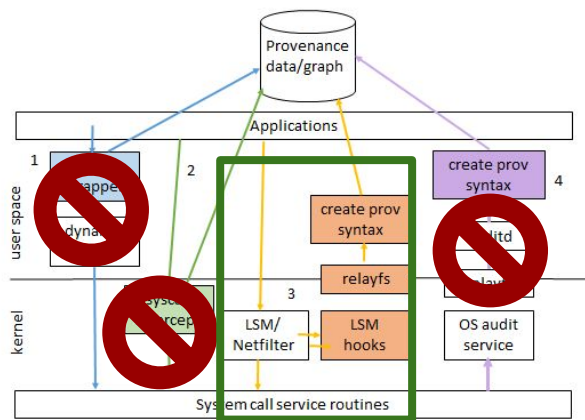 Provenance
data/graph
Applications
1
2
4
create prov
syntax
create prov
syntax
user space
kernel
relayfs
3
LSM/
Netfilter
LSM
hooks
OS audit
service
System call service routines